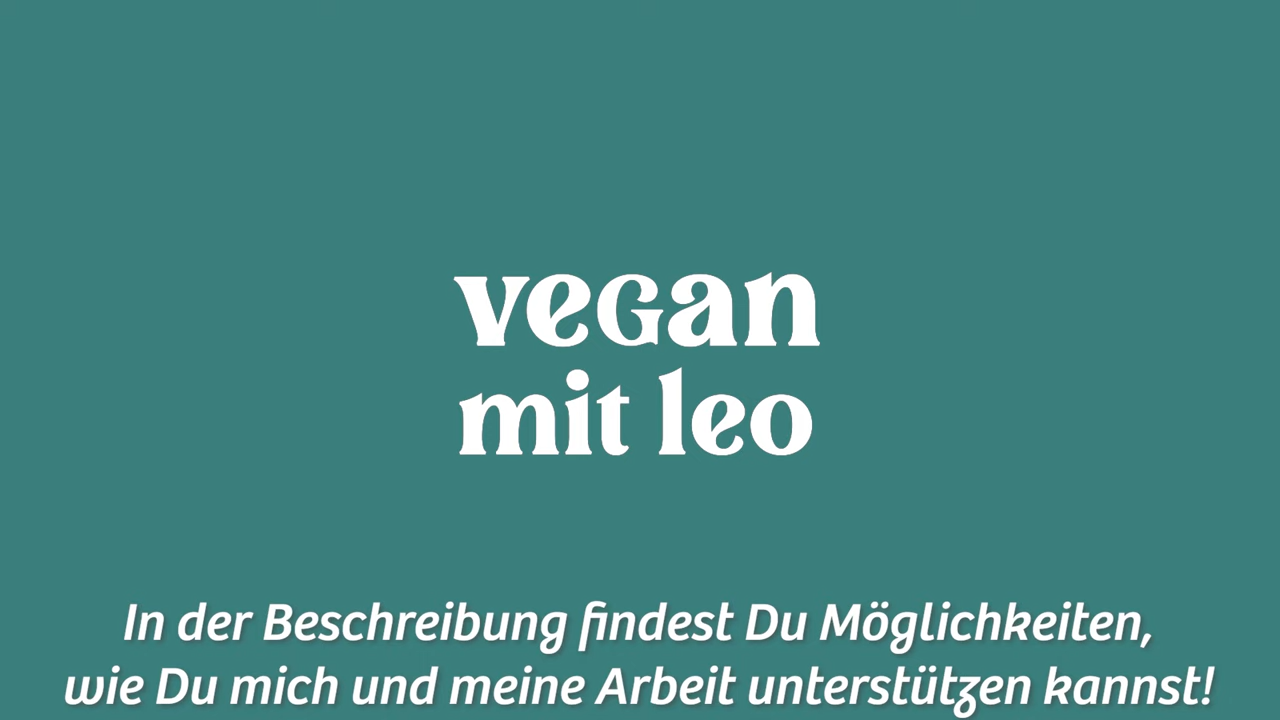 vegan
mit leo
In der Beschreibung findest Du Möglichkeiten,
wie Du mich und meine Arbeit unterstützen kannst!